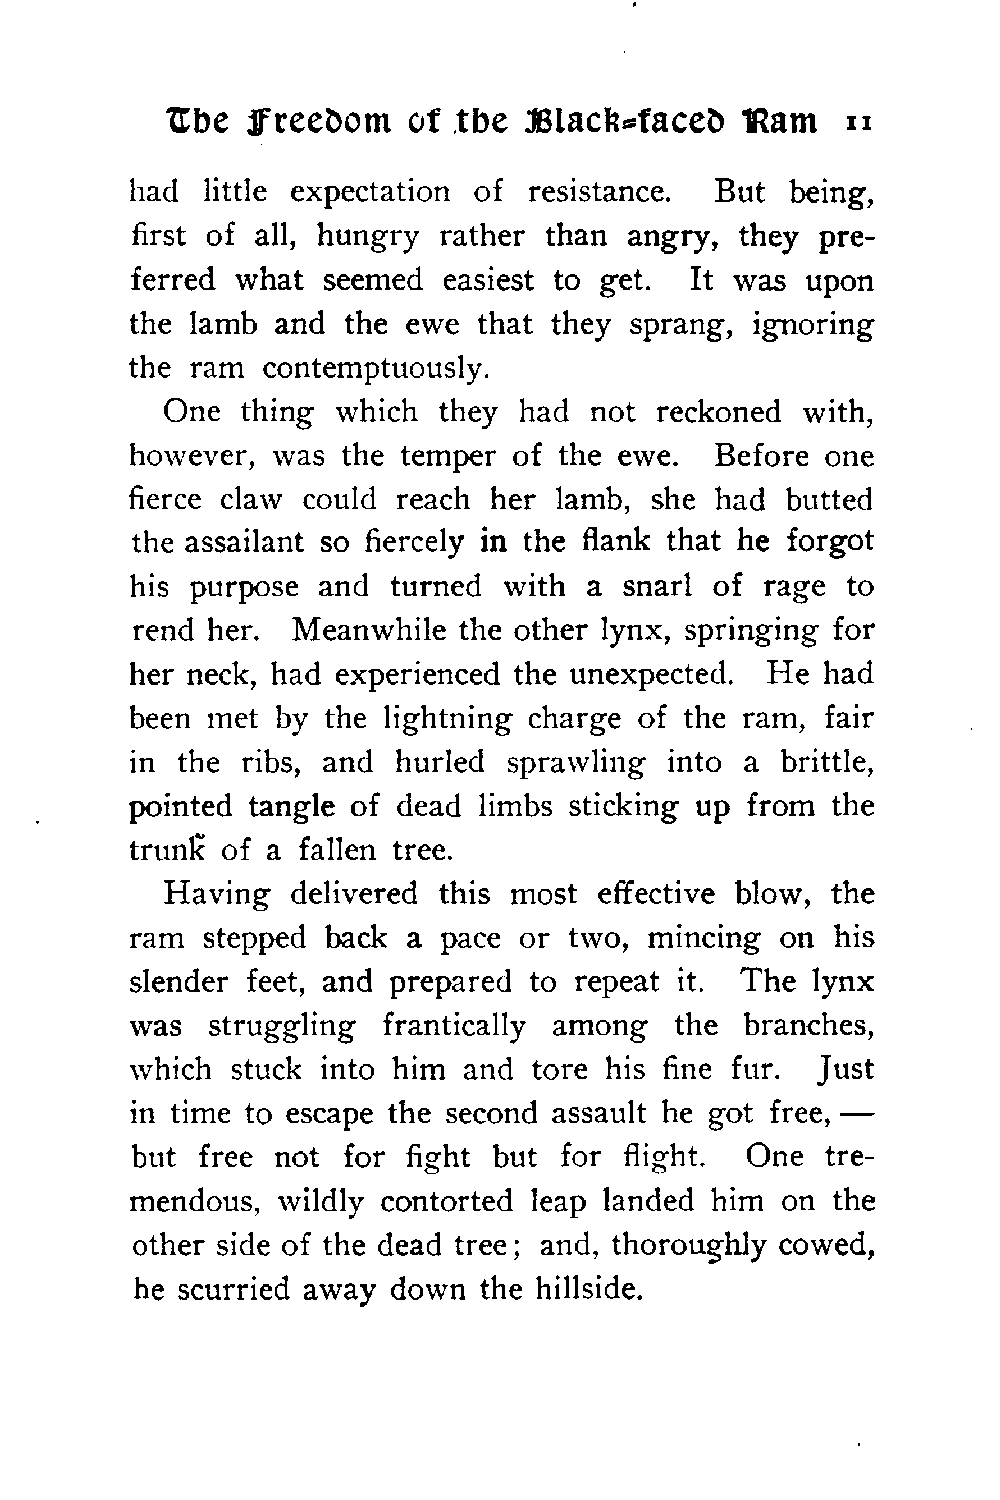 The Freedom of the Black-faced Ram 11
had little expectation of resistance. But being,
first of all, hungry rather than angry, they pre-
ferred what seemed easiest to get. It was upon
the lamb and the ewe that they sprang, ignoring
the ram contemptuously.
One thing which they had not reckoned with,
however, was the temper of the ewe. Before one
fierce claw could reach her lamb, she had butted
the assailant so fiercely in the flank that he forgot
his purpose and turned with a snarl of rage to
rend her. Meanwhile the other lynx, springing for
her neck, had experienced the unexpected. He had
been met by the lightning charge of the ram, fair
in the ribs, and hurled sprawling into a brittle,
pointed tangle of dead limbs sticking up from the
trunk of a fallen tree.
Having delivered this most effective blow, the
ram stepped back a pace or two, mincing on his
slender feet, and prepared to repeat it. The lynx
was struggling frantically among the branches,
which stuck into him and tore his fine fur. Just
in time to escape the second assault he got free, —
but free not for fight but for flight. One tre-
mendous, wildly contorted leap landed him on the
other side of the dead tree; and, thoroughly cowed,
he scurried away down the hillside.